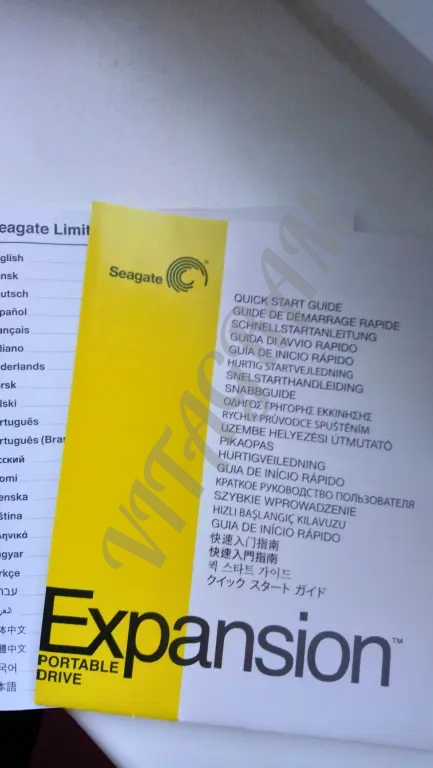 eagate Limit
glish
nsk
utsch
pañol
ançais
liano
derlands
orsk
lski
rtuguês
rtuguês (Bras
сский
omi
enska
ština
ληνικά
gyar
rkçe
עברו
体中文
體中文
국어
本語
Seagate
QUICK START GUIDE
GUIDE DE DÉMARRAGE RAPIDE
SCHNELLSTARTANLEITUNG
GUIDA DI AVVIO RAPIDO
GUÍA DE INICIO RÁPIDO
HURTIG STARTVEJLEDNING
SNELSTARTHANDLEIDING
SNABBGUIDE
ΟΔΗΓΟΣ ΓΡΗΓΟΡΗΣ ΕΚΚΙΝΗΣΗΣ
RYCHLÝ PRŮVODCE SPUŠTĚNÍM
ÜZEMBE HELYEZÉSI ÚTMUTATÓ
PIKAOPAS
HURTIGVEILEDNING
GUIA DE INÍCIO RÁPIDO
КРАТКОЕ РУКОВОДСТВО ПОЛЬЗОВАТЕЛЯ
SZYBKIE WPROWADZENIE
HIZLI BAŞLANGIÇ KILAVUZU
GUIA DE INÍCIO RÁPIDO
快速入门指南
快速入門指南
퀵 스타트 가이드
クイック スタート ガイド
Expansion™
PORTABLE
DRIVE